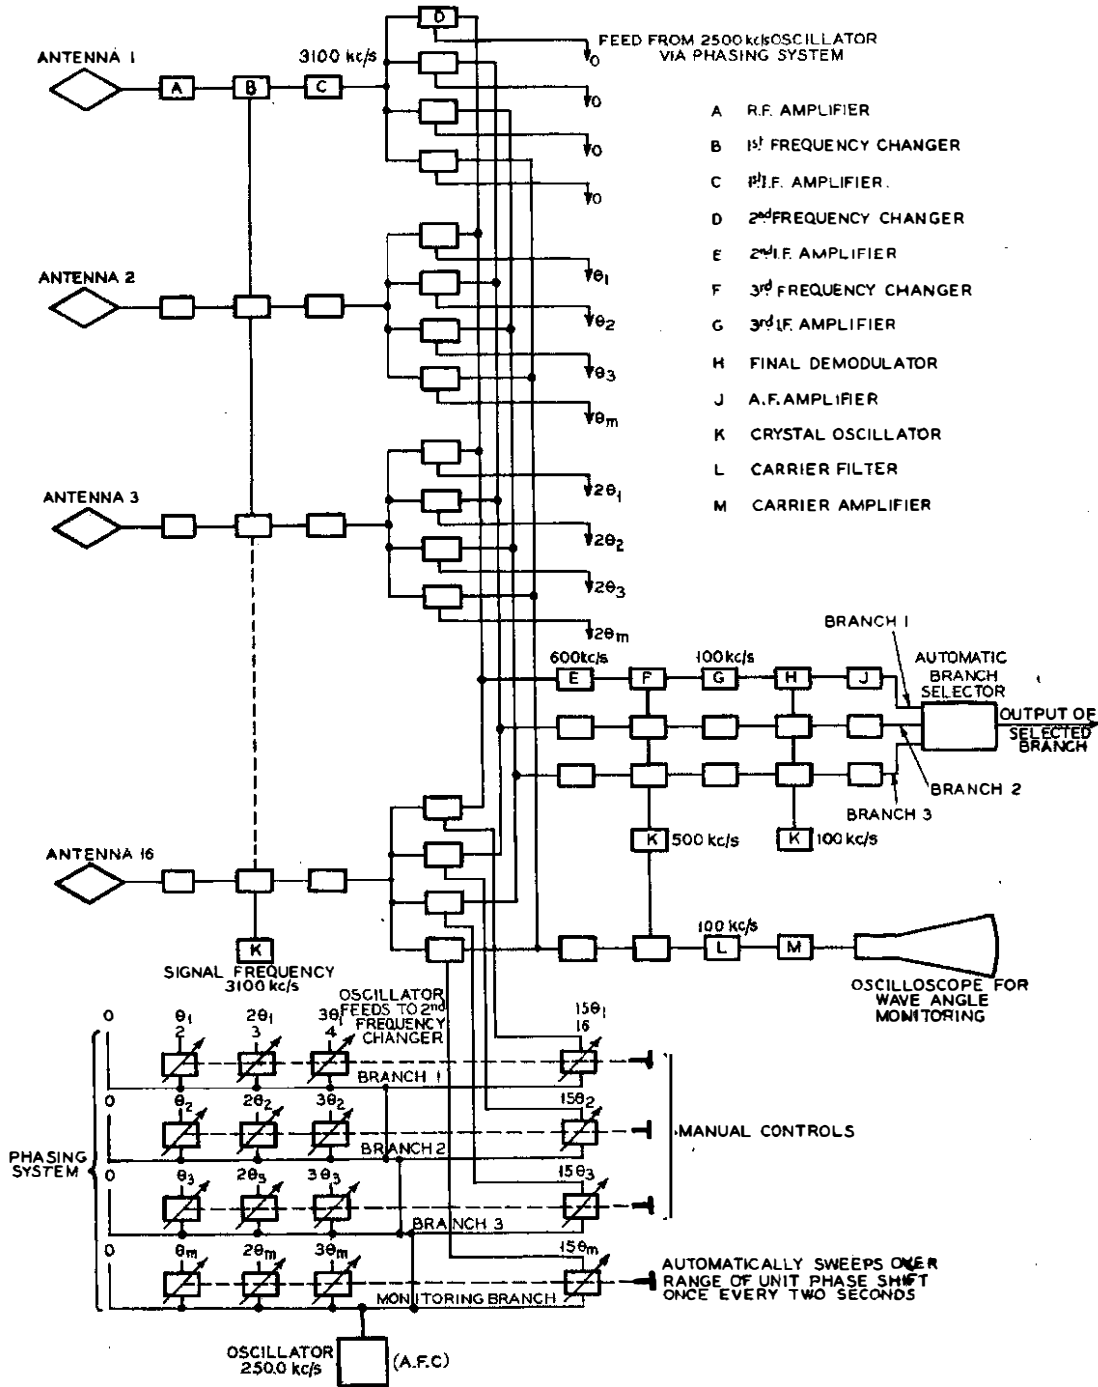 D
FEED FROM 2500 kc/s OSCILLATOR
VIA PHASING SYSTEM
0
0
0
0
ANTENNA 1
3100 kc/s
A
B
C
A R.F. AMPLIFIER
B 1st FREQUENCY CHANGER
C 1st I.F. AMPLIFIER.
D 2nd FREQUENCY CHANGER
E 2nd I.F. AMPLIFIER
F 3rd FREQUENCY CHANGER
G 3rd I.F. AMPLIFIER
H FINAL DEMODULATOR
J A.F. AMPLIFIER
K CRYSTAL OSCILLATOR
L CARRIER FILTER
M CARRIER AMPLIFIER
ANTENNA 2
θ1
θ2
θ3
θm
ANTENNA 3
2θ1
2θ2
2θ3
2θm
BRANCH 1
600 kc/s
100 kc/s
E
F
G
H
J
AUTOMATIC
BRANCH
SELECTOR
OUTPUT OF
SELECTED
BRANCH
BRANCH 2
BRANCH 3
K 500 kc/s
K 100 kc/s
ANTENNA 16
K
SIGNAL FREQUENCY
3100 kc/s
100 kc/s
L
M
OSCILLOSCOPE FOR
WAVE ANGLE
MONITORING
OSCILLATOR
FEEDS TO 2nd
FREQUENCY
CHANGER
PHASING
SYSTEM
0
θ1
2
2θ1
3
3θ1
4
15θ1
16
BRANCH 1
0
θ2
2θ2
3θ2
15θ2
BRANCH 2
MANUAL CONTROLS
0
θ3
2θ3
3θ3
15θ3
BRANCH 3
0
θm
2θm
3θm
15θm
MONITORING BRANCH
AUTOMATICALLY SWEEPS OVER
RANGE OF UNIT PHASE SHIFT
ONCE EVERY TWO SECONDS
OSCILLATOR
250.0 kc/s
(A.F.C)